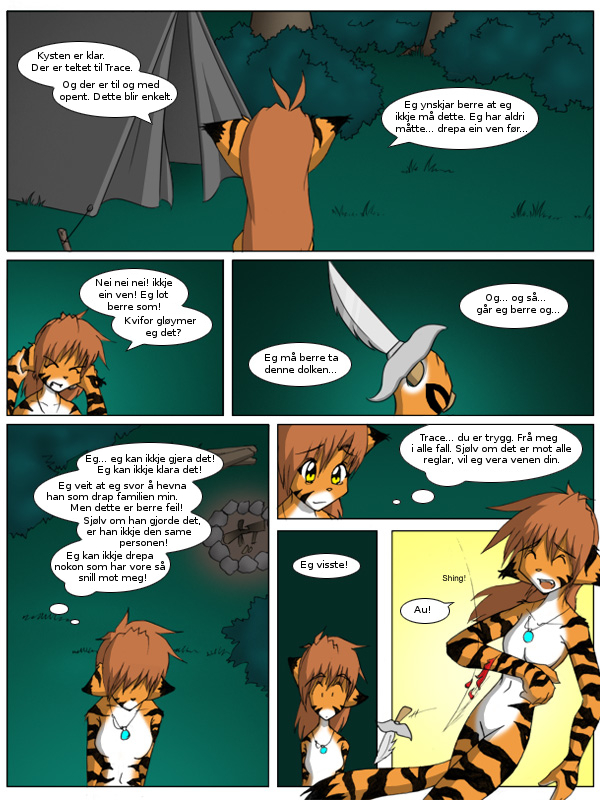 Kysten er klar.
Der er teltet til Trace.
Og der er til og med
opent. Dette blir enkelt.
Eg ynskjar berre at eg
ikkje må dette. Eg har aldri
måtte... drepa ein ven før...
Nei nei nei! ikkje
ein ven! Eg lot
berre som!
Kvifor gløymer
eg det?
Eg må berre ta
denne dolken...
Og... og så...
går eg berre og...
Eg... eg kan ikkje gjera det!
Eg kan ikkje klara det!
Eg veit at eg svor å hevna
han som drap familien min.
Men dette er berre feil!
Sjølv om han gjorde det,
er han ikkje den same
personen!
Eg kan ikkje drepa
nokon som har vore så
snill mot meg!
Trace... du er trygg. Frå meg
i alle fall. Sjølv om det er mot alle
reglar, vil eg vera venen din.
Eg visste!
Shing!
Au!